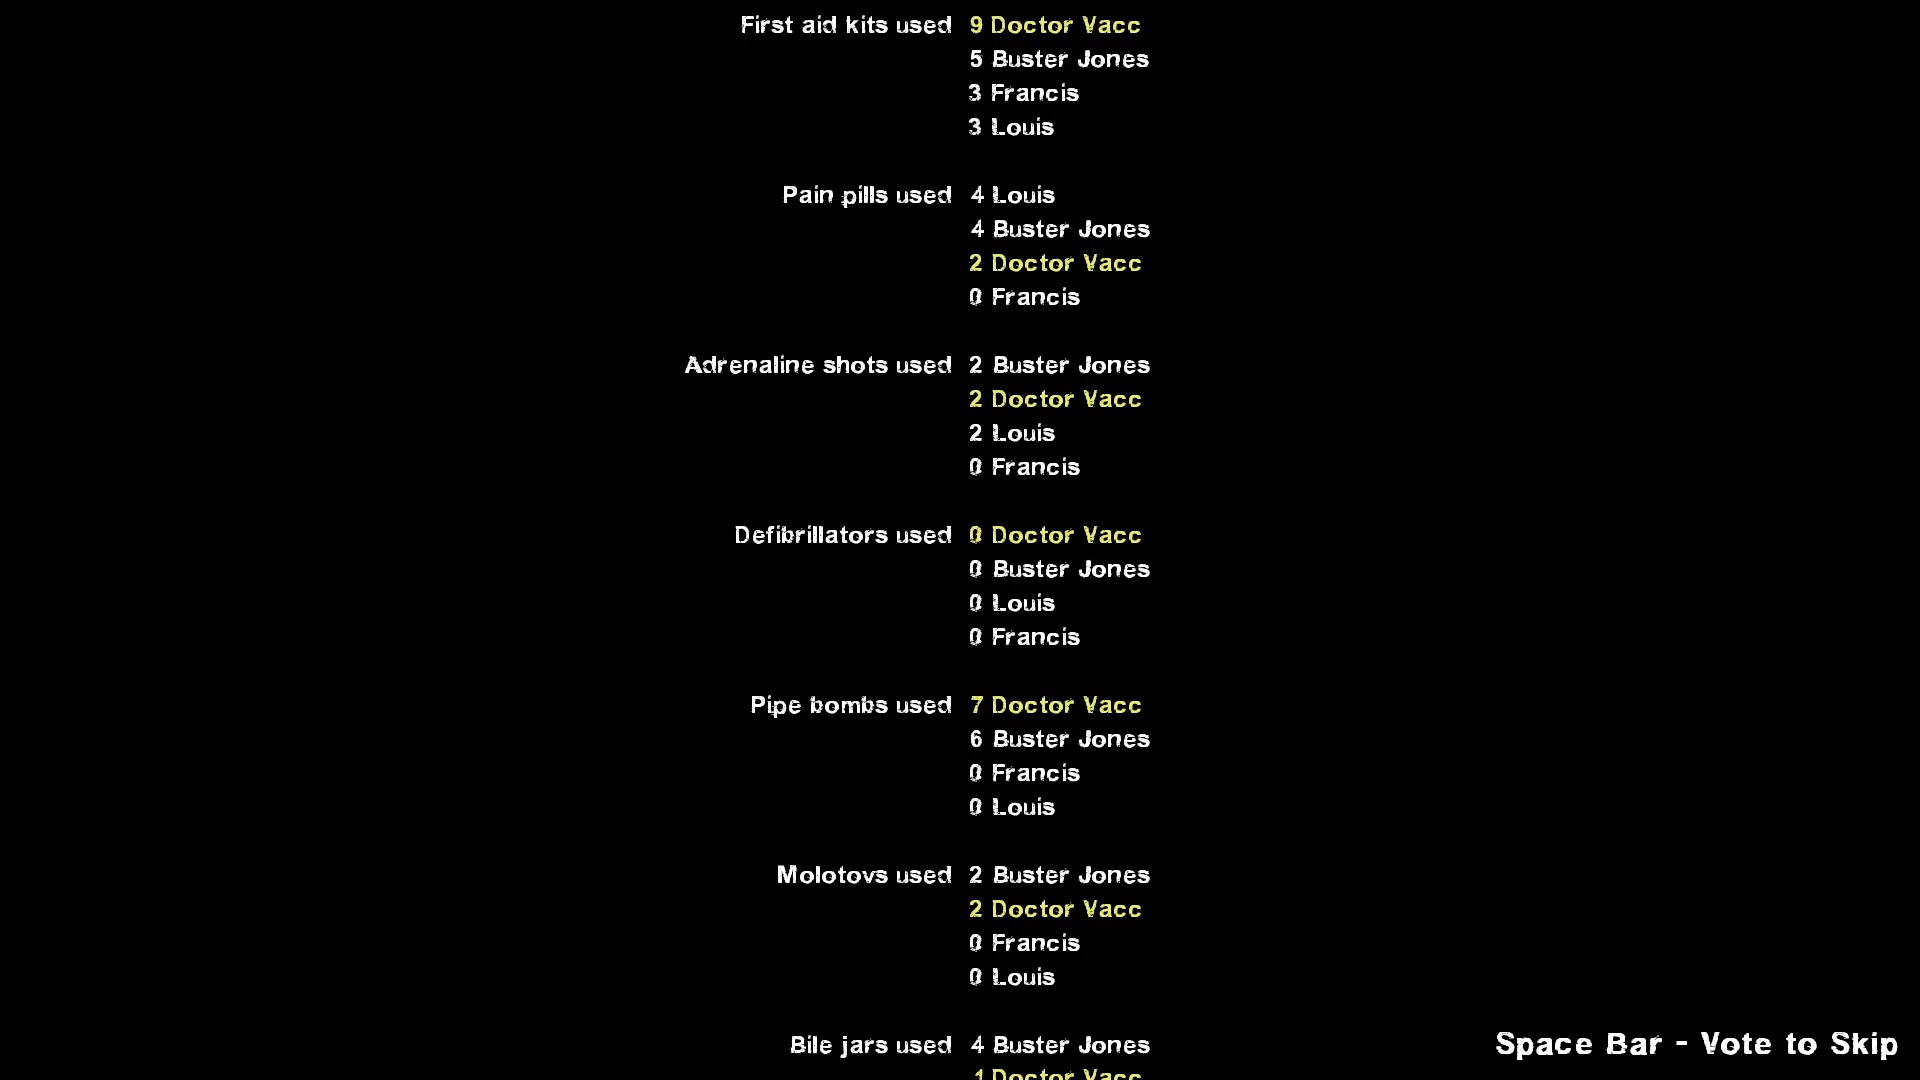 First aid kits used 9 Doctor Vacc
5 Buster Jones
3 Francis
3 Louis
Pain pills used 4 Louis
4 Buster Jones
2 Doctor Vacc
0 Francis
Adrenaline shots used 2 Buster Jones
2 Doctor Vacc
2 Louis
0 Francis
Defibrillators used 0 Doctor Vacc
0 Buster Jones
0 Louis
0 Francis
Pipe bombs used 7 Doctor Vacc
6 Buster Jones
0 Francis
0 Louis
Molotovs used 2 Buster Jones
2 Doctor Vacc
0 Francis
0 Louis
Bile jars used 4 Buster Jones
1 Doctor Vacc
Space Bar - Vote to Skip